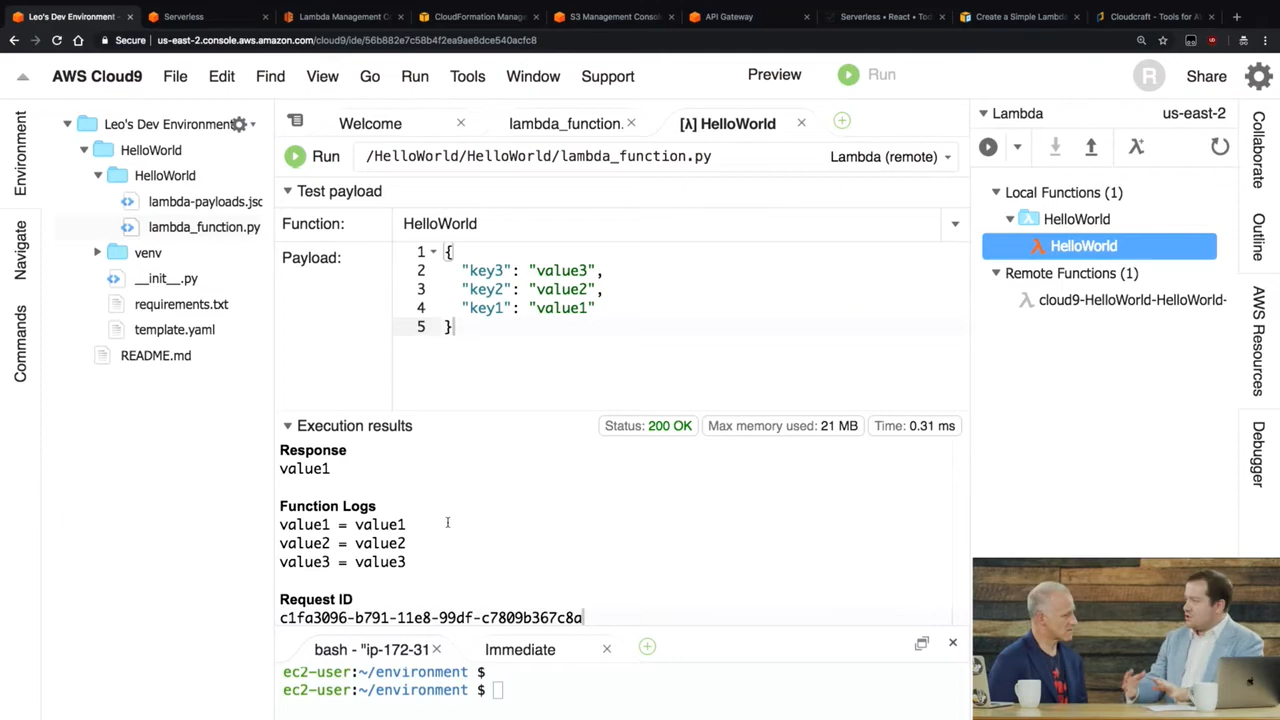 Leo's Dev Environment
Serverless
Lambda Management C
CloudFormation Manage
S3 Management Conso
API Gateway
Serverless • React • Too
Create a Simple Lambda
Cloudcraft - Tools for A
Secure
us-east-2.console.aws.amazon.com/cloud9/ide/56b882e7c58b4f2ea9ae8dce540acfc8
AWS Cloud9 File Edit Find View Go Run Tools Window Support Preview Run R Share
Environment
Navigate
Commands
Leo's Dev Environment
HelloWorld
HelloWorld
lambda-payloads.jsc
lambda_function.py
venv
__init__.py
requirements.txt
template.yaml
README.md
Welcome
lambda_function.
[λ] HelloWorld
Run /HelloWorld/HelloWorld/lambda_function.py Lambda (remote)
Test payload
Function: HelloWorld
Payload:
1 {
2 "key3": "value3",
3 "key2": "value2",
4 "key1": "value1"
5 }
Execution results Status: 200 OK Max memory used: 21 MB Time: 0.31 ms
Response
value1
Function Logs
value1 = value1
value2 = value2
value3 = value3
Request ID
c1fa3096-b791-11e8-99df-c7809b367c8a
bash - "ip-172-31
Immediate
ec2-user:~/environment $
ec2-user:~/environment $
Lambda us-east-2
Local Functions (1)
HelloWorld
HelloWorld
Remote Functions (1)
cloud9-HelloWorld-HelloWorld-
Collaborate
Outline
AWS Resources
Debugger